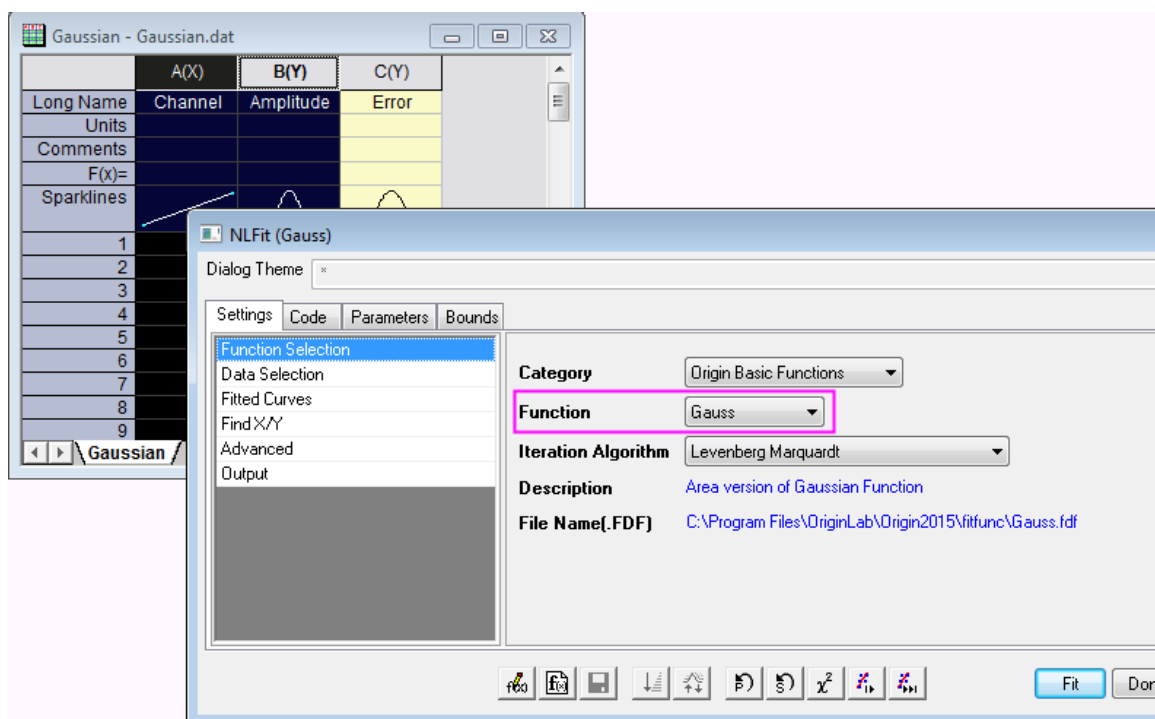 Gaussian - Gaussian.dat
A(X) B(Y) C(Y)
Long Name Channel Amplitude Error
Units
Comments
F(x)=
Sparklines
1
2
3
4
5
6
7
8
9
Gaussian
NLFit (Gauss)
Dialog Theme *
Settings Code Parameters Bounds
Function Selection
Data Selection
Fitted Curves
Find X/Y
Advanced
Output
Category Origin Basic Functions
Function Gauss
Iteration Algorithm Levenberg Marquardt
Description Area version of Gaussian Function
File Name(.FDF) C:\Program Files\OriginLab\Origin2015\fitfunc\Gauss.fdf
Fit Don